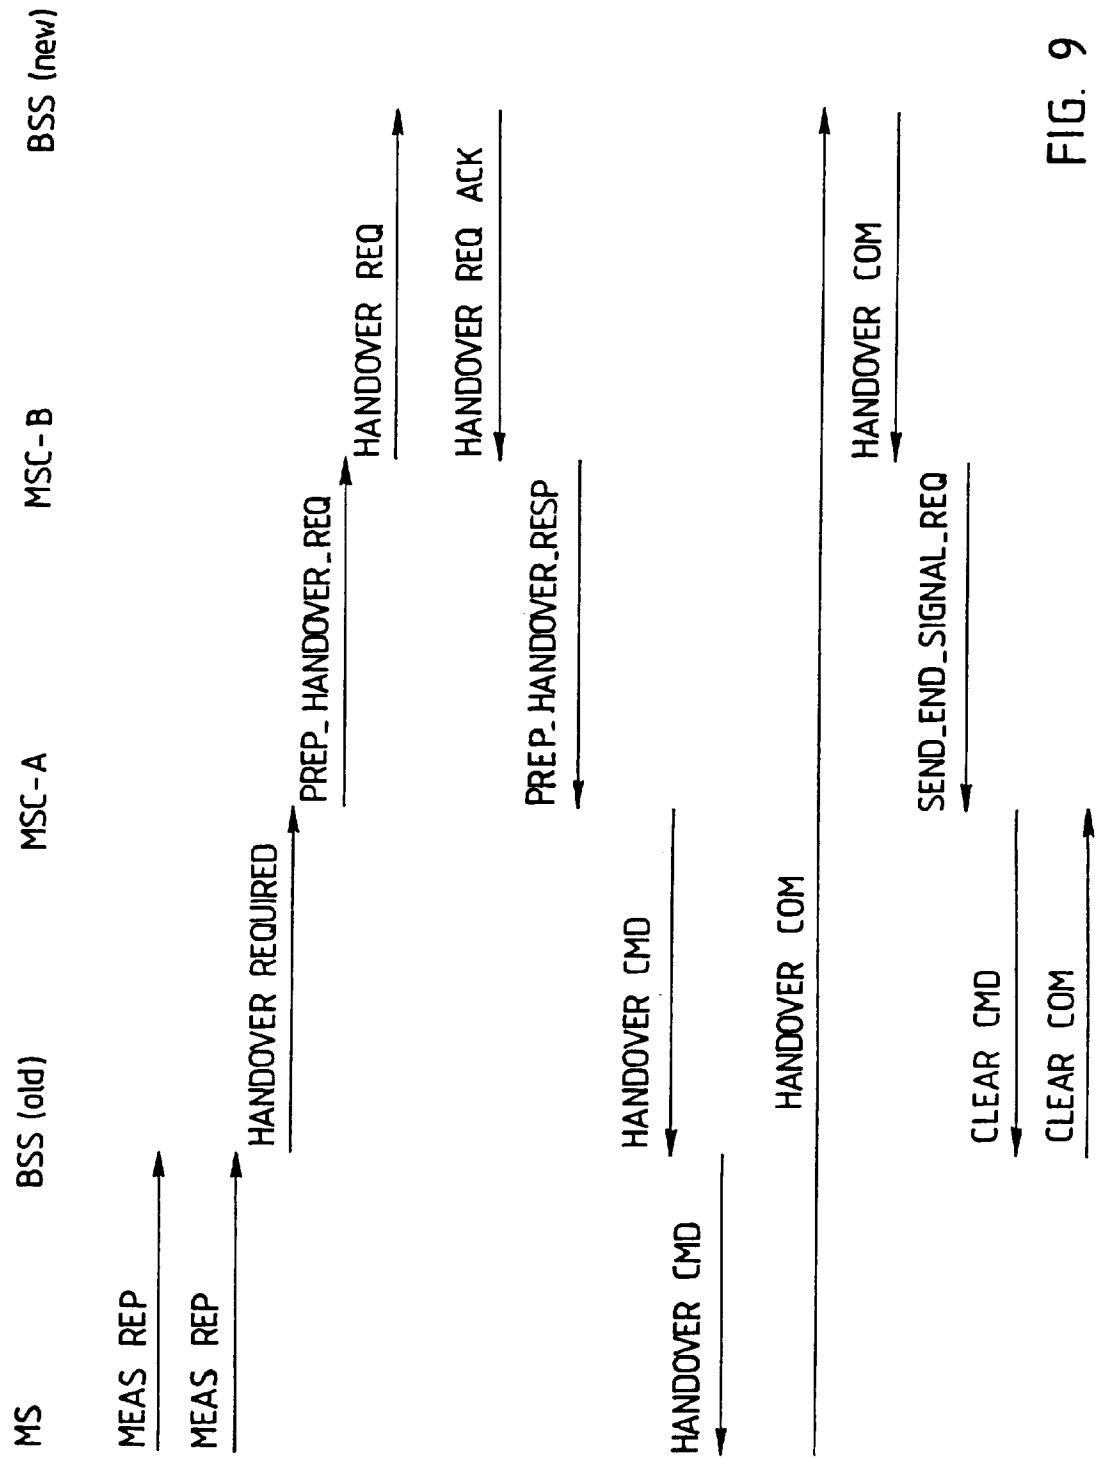 MS BSS (old) MSC-A MSC-B BSS (new)
MEAS REP
MEAS REP
HANDOVER REQUIRED
PREP_HANDOVER_REQ
HANDOVER REQ
HANDOVER REQ ACK
PREP_HANDOVER_RESP
HANDOVER CMD
HANDOVER CMD
HANDOVER COM
HANDOVER COM
SEND_END_SIGNAL_REQ
CLEAR CMD
CLEAR COM
FIG. 9